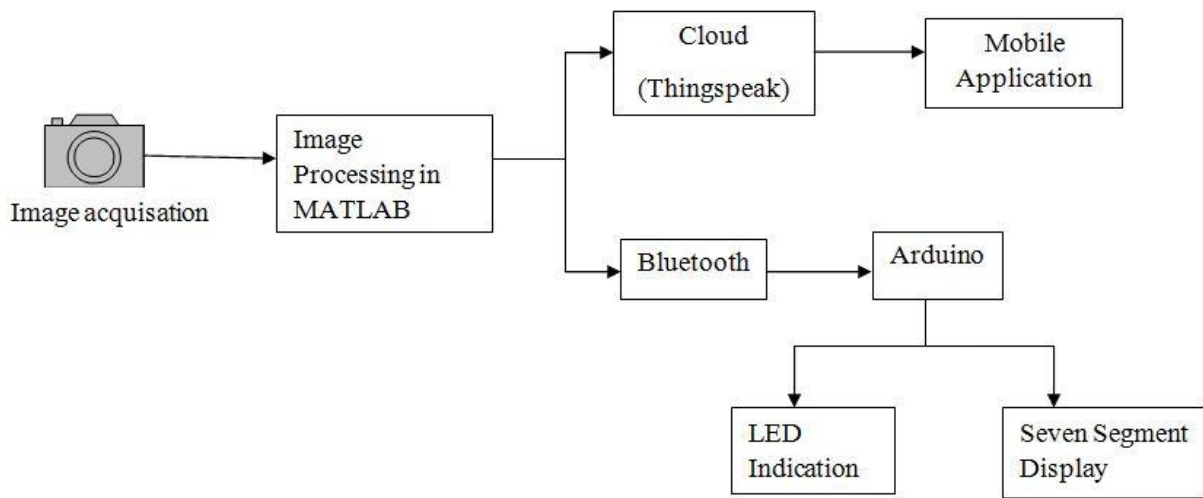 Cloud
(Thingspeak)
Mobile
Application
Image
Processing in
MATLAB
Image acquisation
Bluetooth
Arduino
LED
Indication
Seven Segment
Display